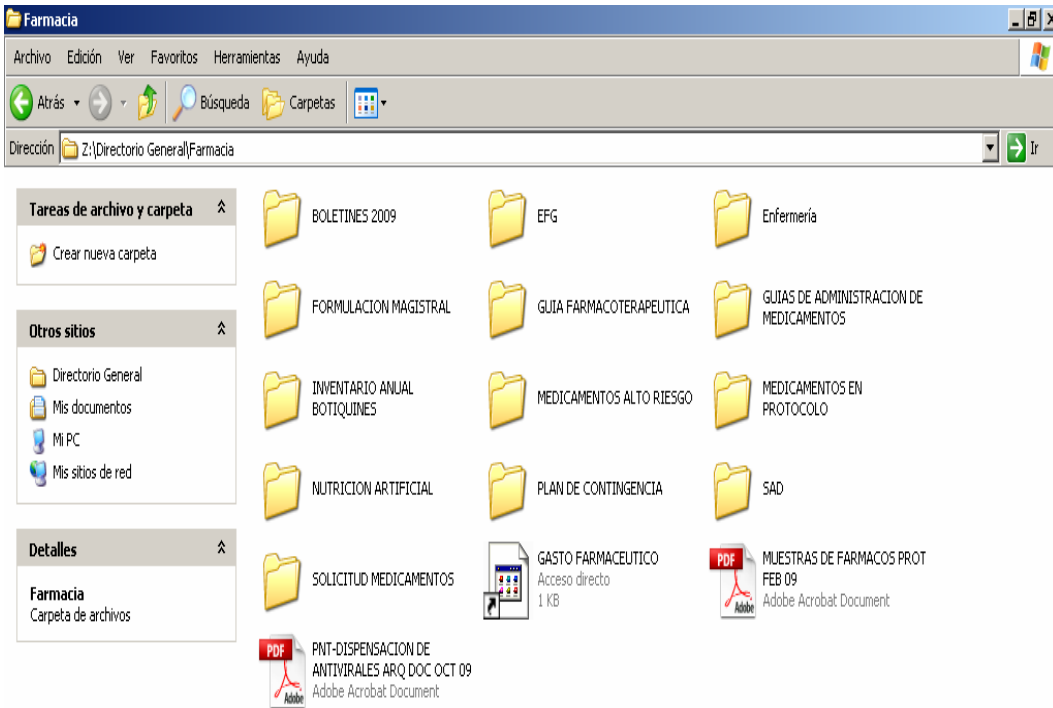 Farmacia
Archivo Edición Ver Favoritos Herramientas Ayuda
Atrás Búsqueda Carpetas
Dirección Z:\Directorio General\Farmacia Ir
Tareas de archivo y carpeta
Crear nueva carpeta
Otros sitios
Directorio General
Mis documentos
Mi PC
Mis sitios de red
Detalles
Farmacia
Carpeta de archivos
BOLETINES 2009
EFG
Enfermería
FORMULACION MAGISTRAL
GUIA FARMACOTERAPEUTICA
GUIAS DE ADMINISTRACION DE
MEDICAMENTOS
INVENTARIO ANUAL
BOTIQUINES
MEDICAMENTOS ALTO RIESGO
MEDICAMENTOS EN
PROTOCOLO
NUTRICION ARTIFICIAL
PLAN DE CONTINGENCIA
SAD
SOLICITUD MEDICAMENTOS
GASTO FARMACEUTICO
Acceso directo
1 KB
PDF
Adobe
MUESTRAS DE FARMACOS PROT
FEB 09
Adobe Acrobat Document
PDF
Adobe
PNT-DISPENSACION DE
ANTIVIRALES ARQ DOC OCT 09
Adobe Acrobat Document